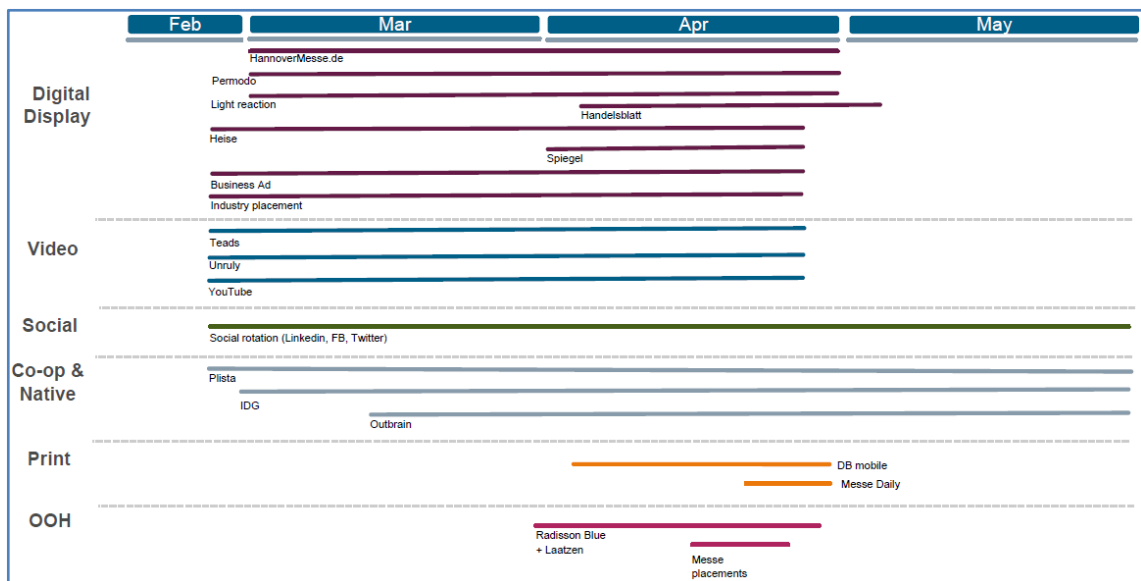 Feb
Mar
Apr
May
Digital
Display
HannoverMesse.de
Permodo
Light reaction
Handelsblatt
Heise
Spiegel
Business Ad
Industry placement
Video
Teads
Unruly
YouTube
Social
Social rotation (Linkedin, FB, Twitter)
Co-op &
Native
Plista
IDG
Outbrain
Print
DB mobile
Messe Daily
OOH
Radisson Blue
+ Laatzen
Messe
placements